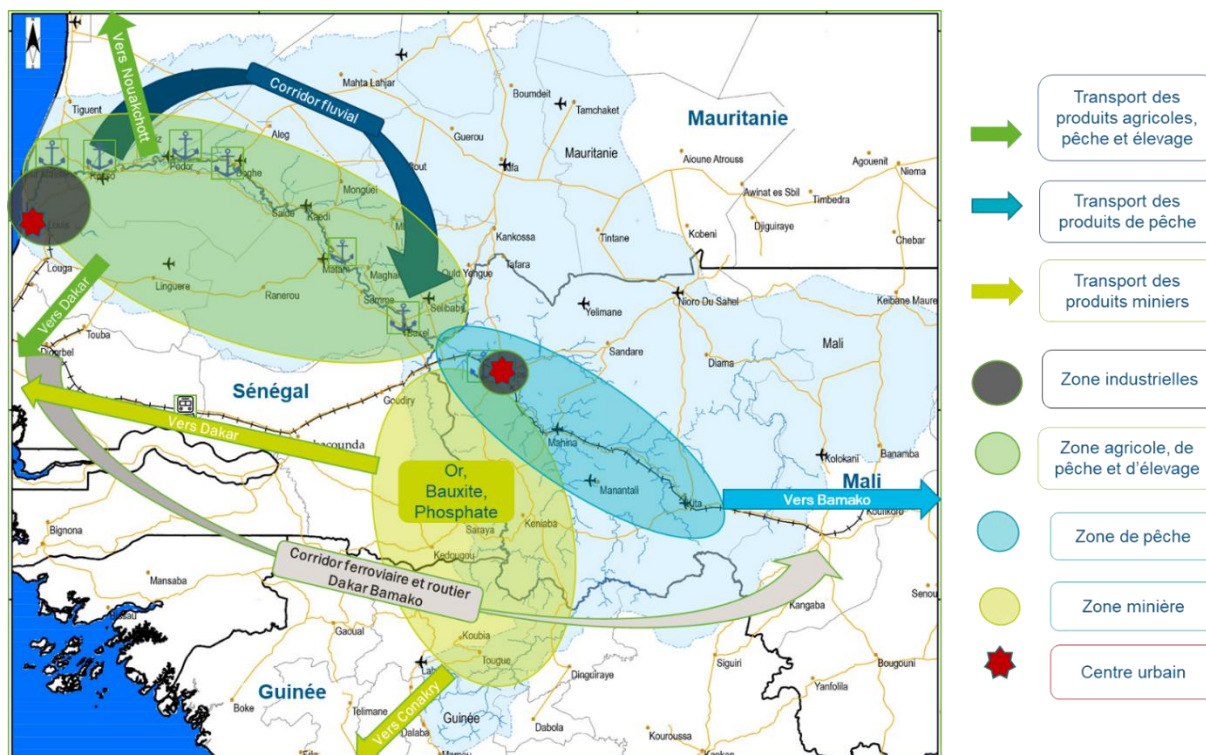 Vers Nouakchott
Corridor fluvial
Mahta Lahjar
Boumdeit
Tamchaket
Tiguent
Aleg
Guerou
Mauritanie
Mauritanie
Aioune Atrouss
Agouenit
Niema
Podor
Monguel
Awinat es Sbil
Timbedra
Djiguiraye
Saldé
Kaedi
Kankossa
Tintane
Kobeni
Chebar
Louga
Matam
Magha
Ould Yengue
Tafara
Linguere
Ranerou
Selibaby
Yelimane
Nioro Du Sahel
Keibane Maure
Vers Dakar
Touba
Sandare
Diama
Mali
Sénégal
Goudiry
Vers Dakar
Mahina
Kolokani
Banamba
Or,
Bauxite,
Phosphate
Manantali
Kita
Mali
Vers Bamako
Koulikoro
Bignona
Saraya
Keniaba
Kedougou
Corridor ferroviaire et routier
Dakar Bamako
Mansaba
Kangaba
Senou
Gaoual
Koubia
Tougue
Siguiri
Bougouni
Guinée
Dinguiraye
Yanfolila
Boke
Telimane
Vers Conakry
Guinée
Dalaba
Dabola
Kouroussa
Transport des
produits agricoles,
pêche et élevage
Transport des
produits de pêche
Transport des
produits miniers
Zone industrielles
Zone agricole, de
pêche et d’élevage
Zone de pêche
Zone minière
Centre urbain